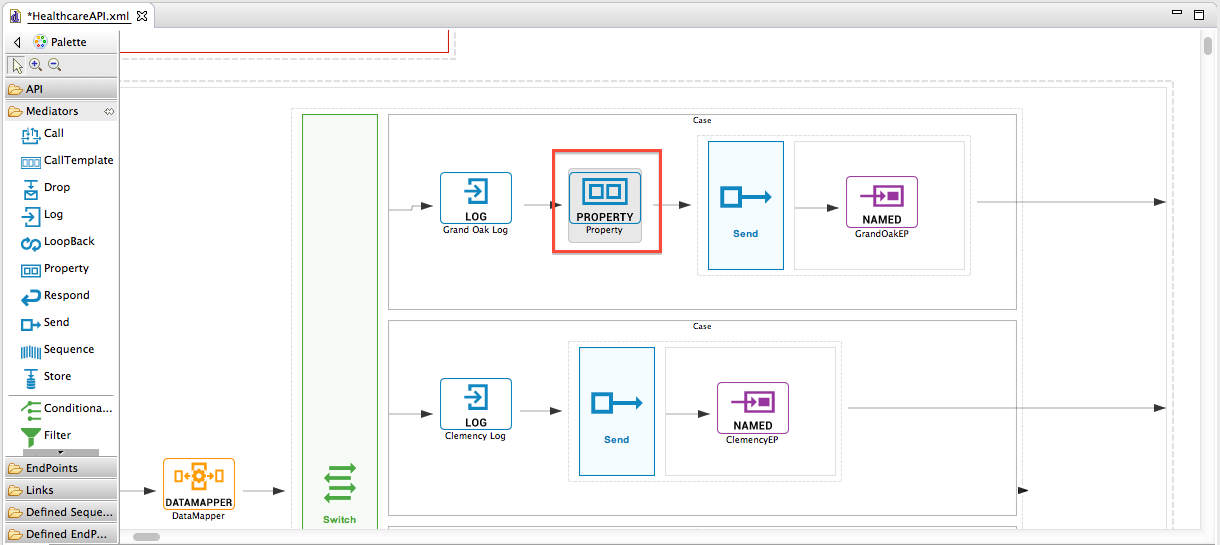 *HealthcareAPI.xml
Palette
API
Mediators
Call
CallTemplate
Drop
Log
LoopBack
Property
Respond
Send
Sequence
Store
Conditiona...
Filter
EndPoints
Links
Defined Seque...
Defined EndP...
DATAMAPPER
DataMapper
Switch
Case
LOG
Grand Oak Log
PROPERTY
Property
Send
NAMED
GrandOakEP
Case
LOG
Clemency Log
Send
NAMED
ClemencyEP